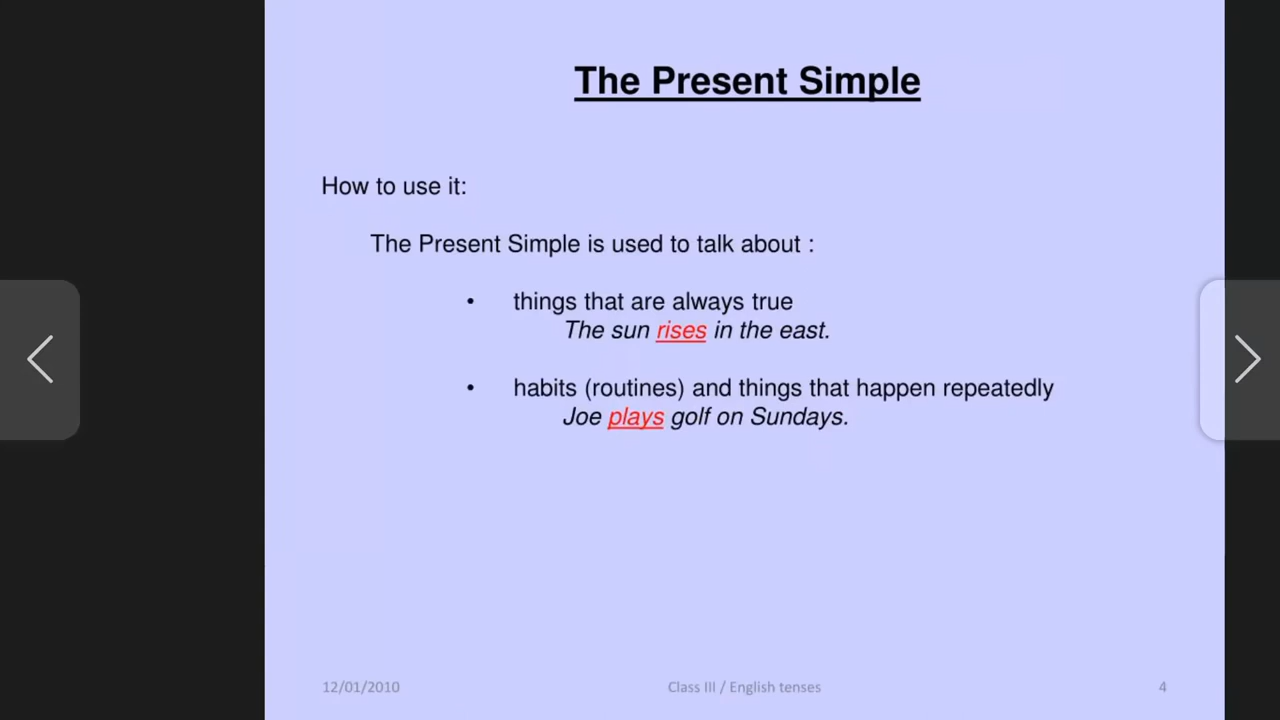 The Present Simple
How to use it:
The Present Simple is used to talk about :
• things that are always true
The sun rises in the east.
• habits (routines) and things that happen repeatedly
Joe plays golf on Sundays.
12/01/2010
Class III / English tenses
4